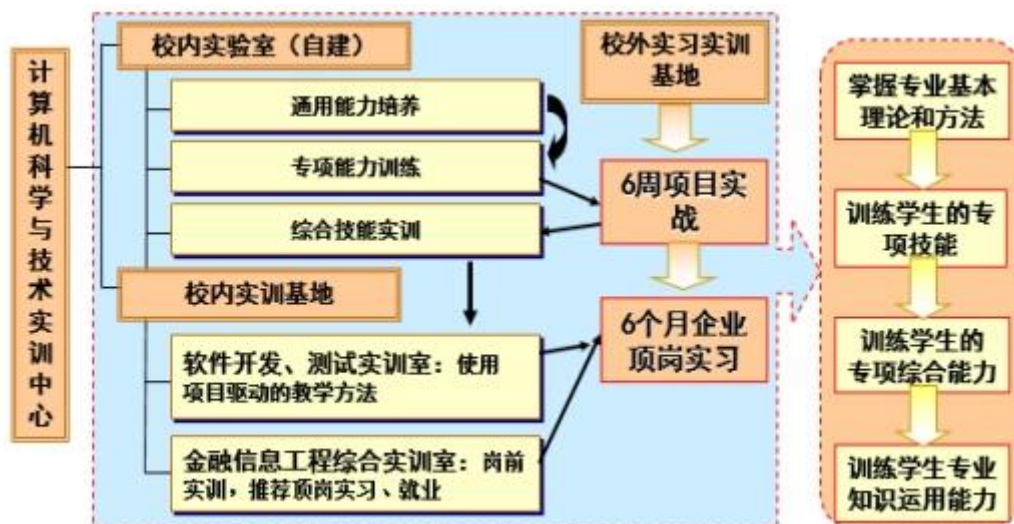 计算机科学与技术实训中心
校内实验室（自建）
通用能力培养
专项能力训练
综合技能实训
校内实训基地
软件开发、测试实训室：使用
项目驱动的教学方法
金融信息工程综合实训室：岗前
实训，推荐顶岗实习、就业
校外实习实训
基地
6周项目实
战
6个月企业
顶岗实习
掌握专业基本
理论和方法
训练学生的专
项技能
训练学生的
专项综合能力
训练学生专业
知识运用能力